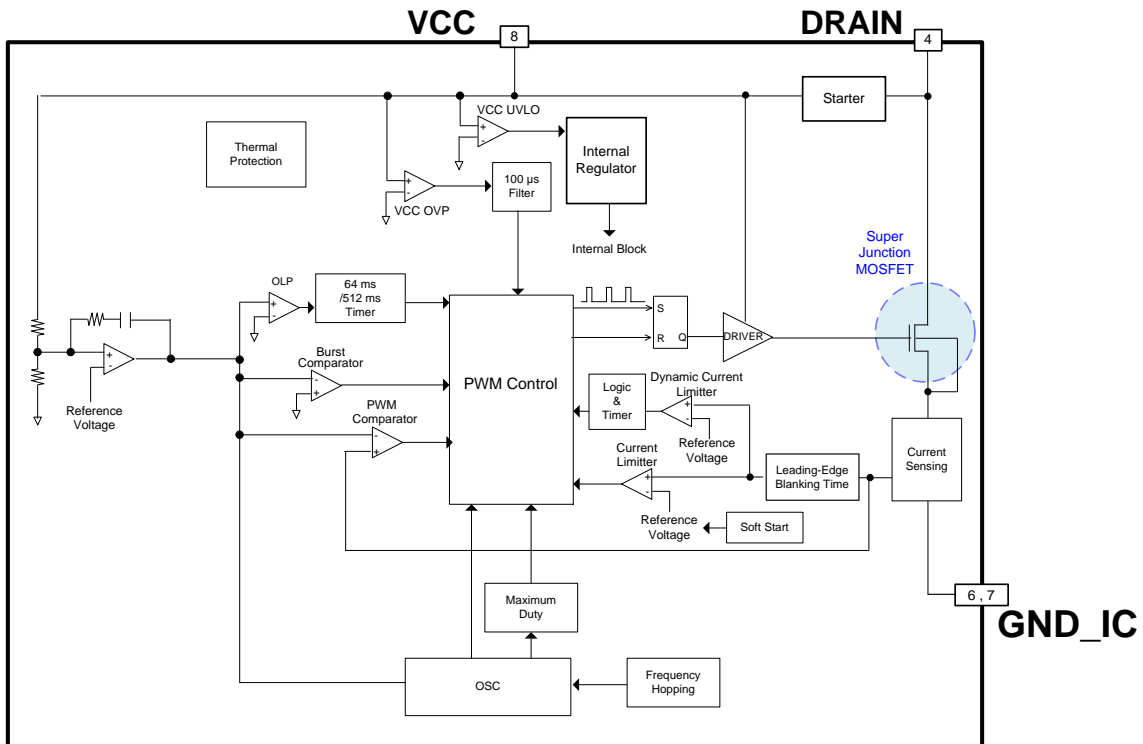 VCC
DRAIN
8
4
Starter
VCC UVLO
+
-
Thermal
Protection
Internal
Regulator
100 µs
Filter
+
-
VCC OVP
Internal Block
Super
Junction
MOSFET
OLP
+
-
64 ms
/512 ms
Timer
S
R
Q
DRIVER
+
-
Reference
Voltage
Burst
Comparator
-
+
PWM Control
Dynamic Current
Limitter
Logic
&
Timer
+
-
Reference
Voltage
PWM
Comparator
-
+
Current
Limitter
+
-
Leading-Edge
Blanking Time
Current
Sensing
Reference
Voltage
Soft Start
6 , 7
GND_IC
Maximum
Duty
OSC
Frequency
Hopping